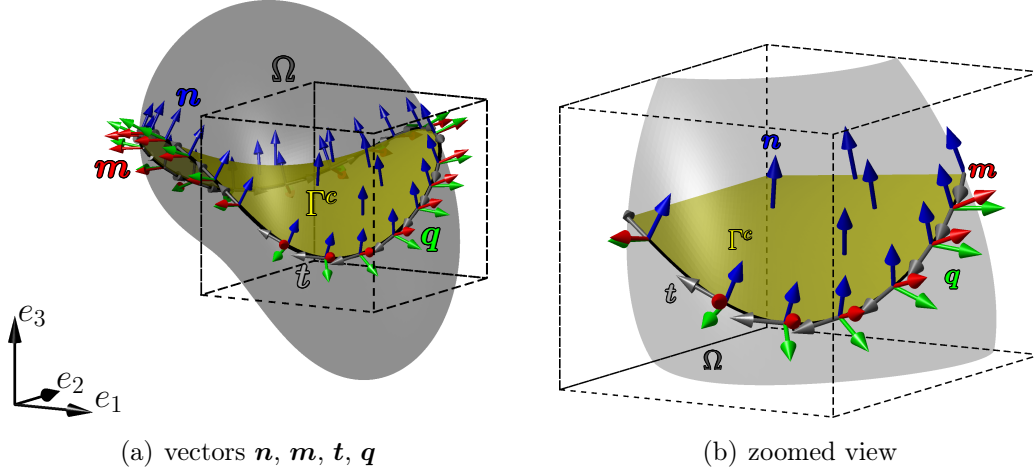 Ω
n
m
Γᶜ
q
t
e₃
e₂
e₁
(a) vectors n, m, t, q
n
m
Γᶜ
q
t
Ω
(b) zoomed view